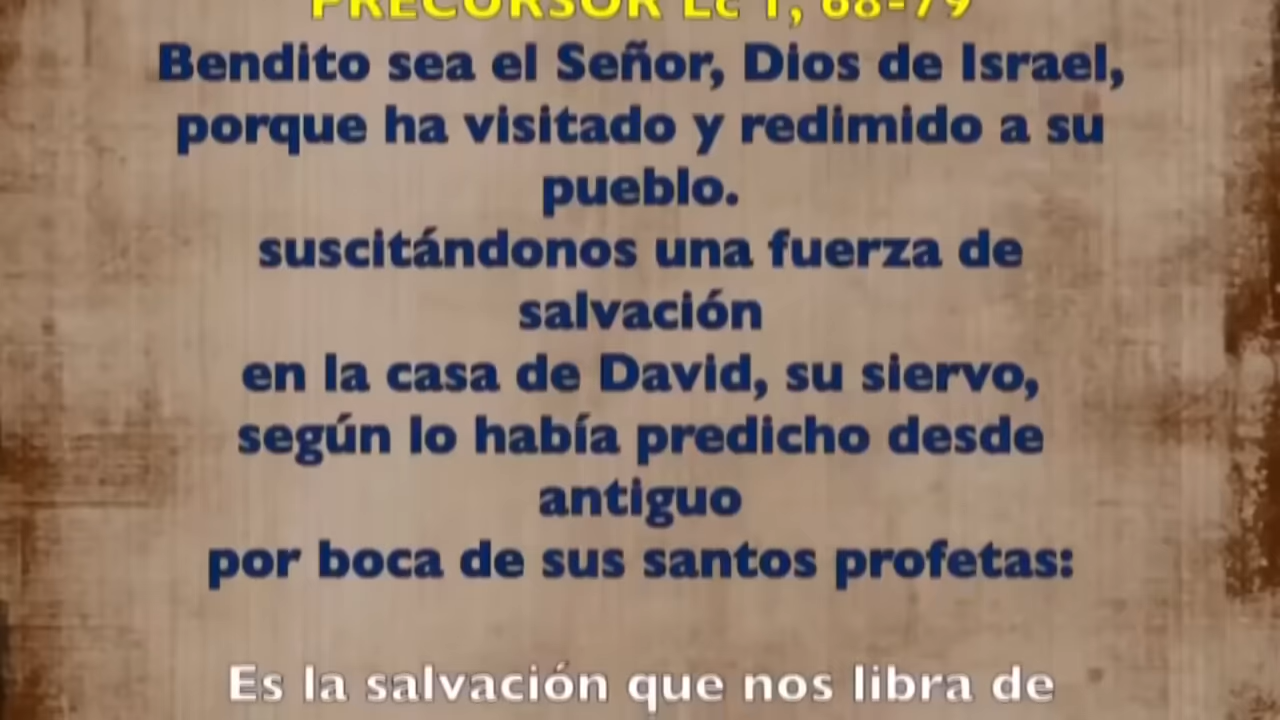 PRECURSOR Lc 1, 68-79
Bendito sea el Señor, Dios de Israel,
porque ha visitado y redimido a su
pueblo.
suscitándonos una fuerza de
salvación
en la casa de David, su siervo,
según lo había predicho desde
antiguo
por boca de sus santos profetas:
Es la salvación que nos libra de